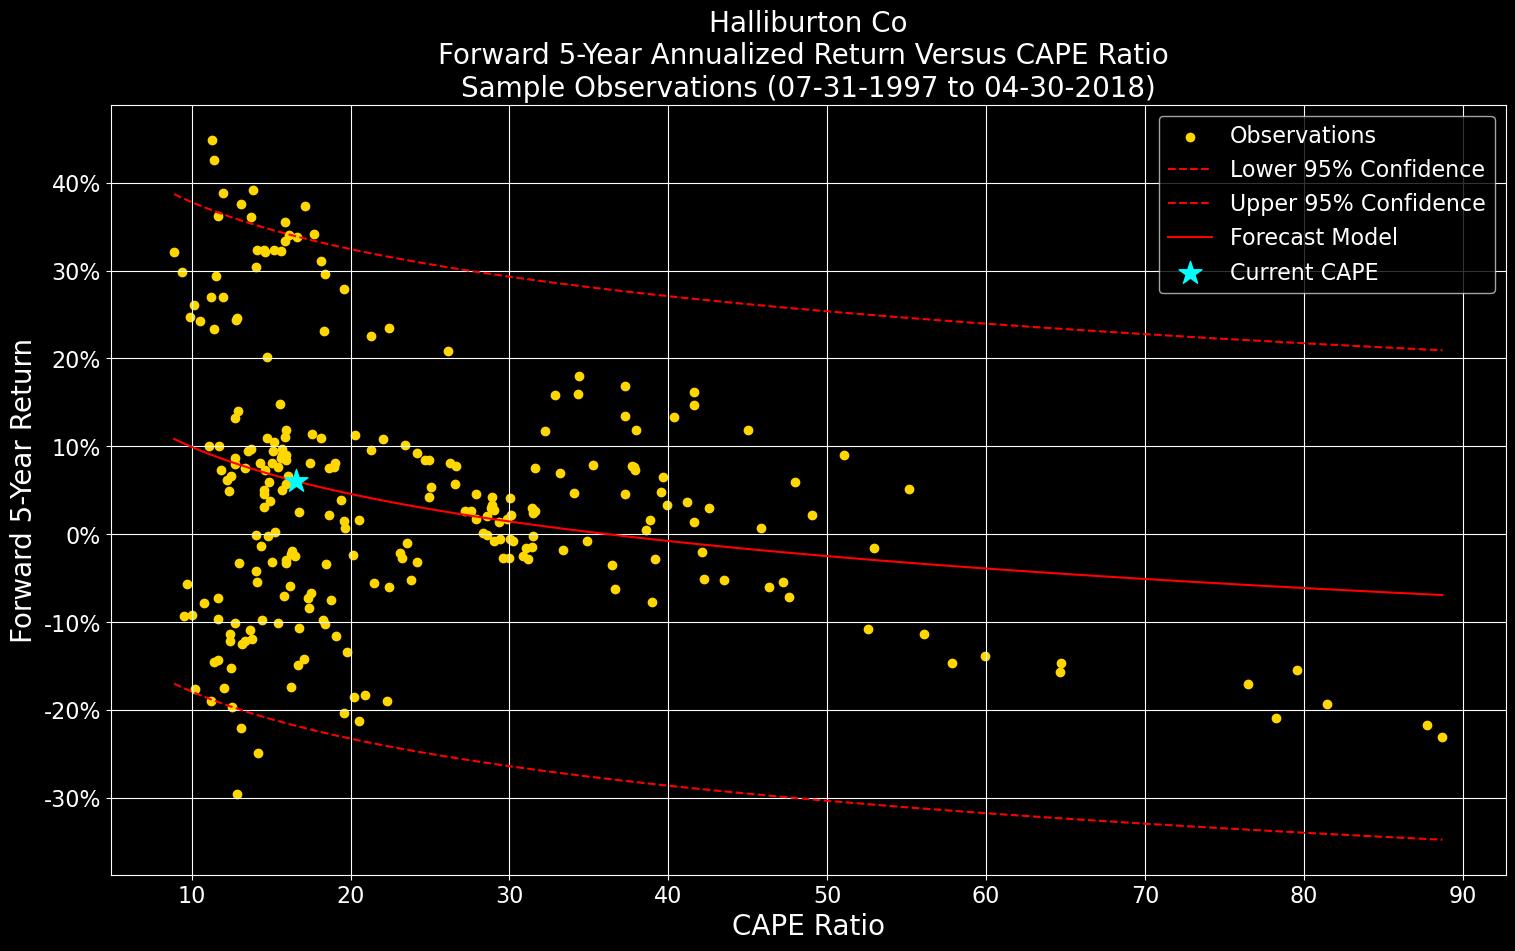 Halliburton Co
Forward 5-Year Annualized Return Versus CAPE Ratio
Sample Observations (07-31-1997 to 04-30-2018)
Observations
Lower 95% Confidence
Upper 95% Confidence
Forecast Model
Current CAPE
Forward 5-Year Return
40%
30%
20%
10%
0%
-10%
-20%
-30%
10 20 30 40 50 60 70 80 90
CAPE Ratio